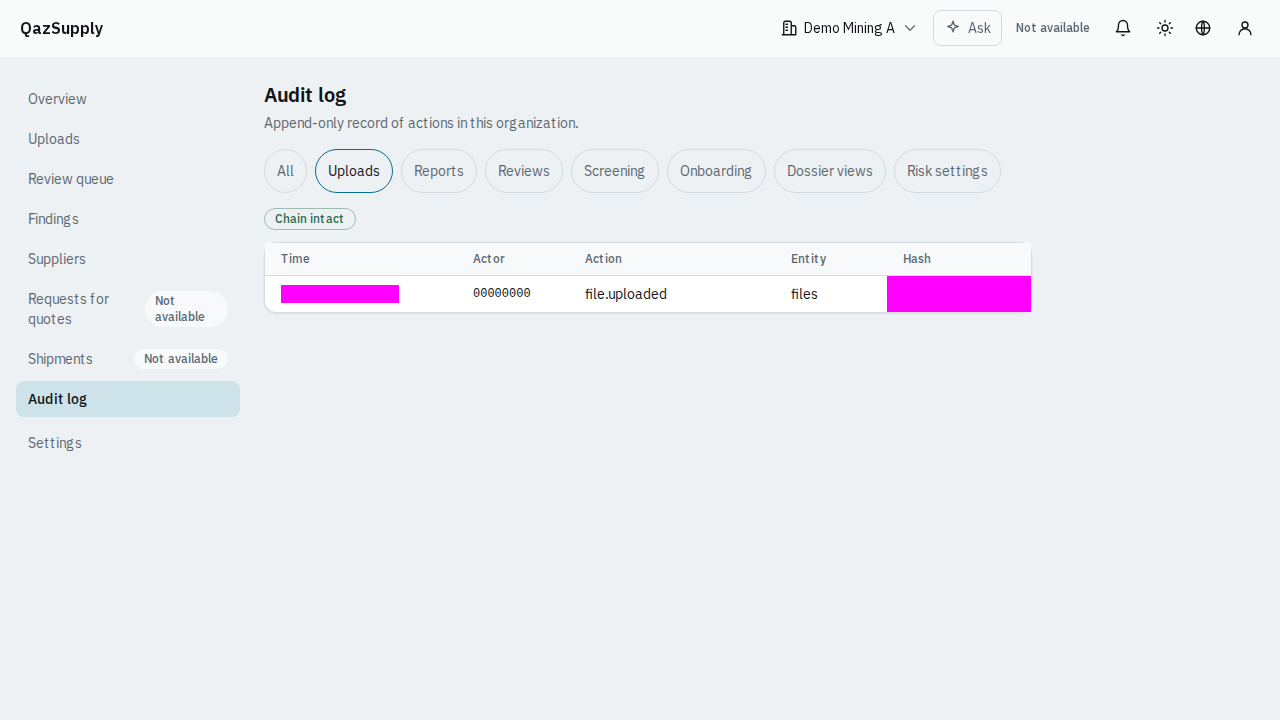 QazSupply
Demo Mining A
Ask
Not available
Overview
Uploads
Review queue
Findings
Suppliers
Requests for
quotes
Not
available
Shipments
Not available
Audit log
Settings
Audit log
Append-only record of actions in this organization.
All
Uploads
Reports
Reviews
Screening
Onboarding
Dossier views
Risk settings
Chain intact
Time Actor Action Entity Hash
00000000 file.uploaded files